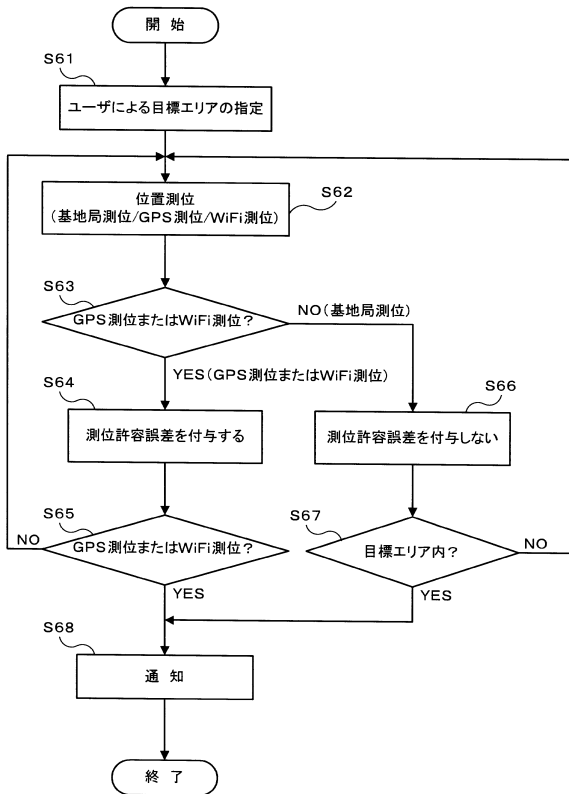 開 始
S61
ユーザによる目標エリアの指定
位置測位
(基地局測位/GPS測位/WiFi測位)
S62
S63
GPS測位またはWiFi測位?
NO(基地局測位)
YES(GPS測位またはWiFi測位)
S64
測位許容誤差を付与する
S66
測位許容誤差を付与しない
S65
GPS測位またはWiFi測位?
NO
YES
S67
目標エリア内?
NO
YES
S68
通 知
終 了